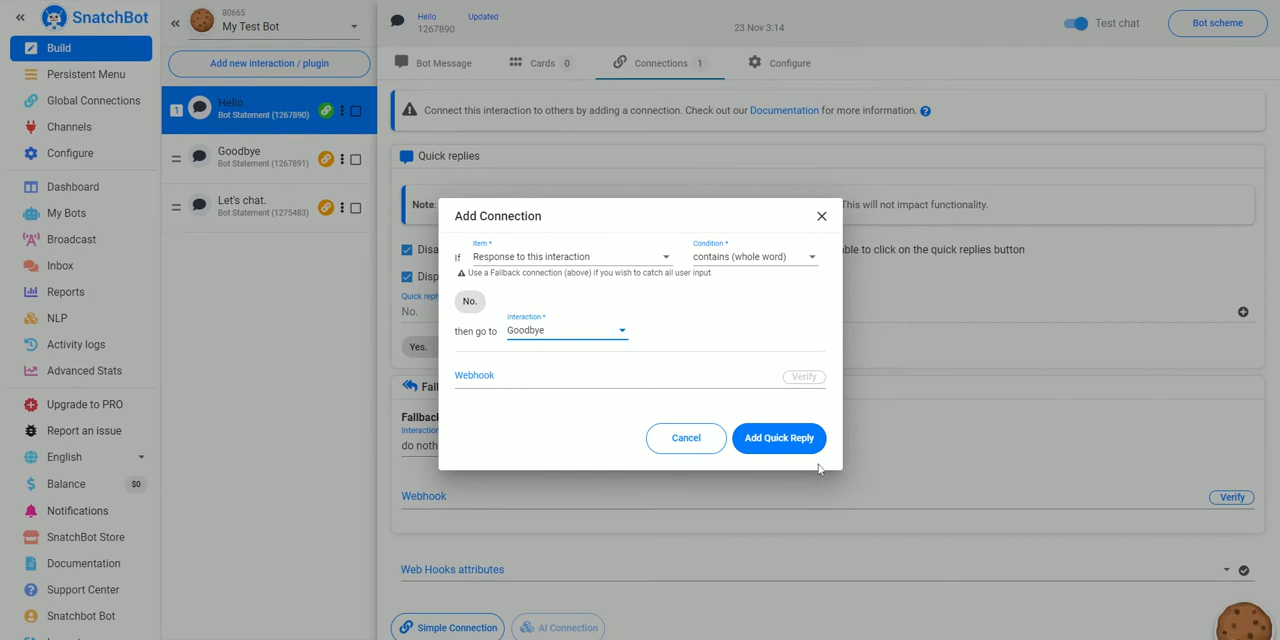 SnatchBot
Build
Persistent Menu
Global Connections
Channels
Configure
Dashboard
My Bots
Broadcast
Inbox
Reports
NLP
Activity logs
Advanced Stats
Upgrade to PRO
Report an issue
English
Balance $0
Notifications
SnatchBot Store
Documentation
Support Center
Snatchbot Bot
80665
My Test Bot
Add new interaction / plugin
1 Hello
Bot Statement (1267890)
Goodbye
Bot Statement (1267891)
Let's chat.
Bot Statement (1275483)
Hello Updated
1267890
23 Nov 3:14
Test chat
Bot scheme
Bot Message
Cards 0
Connections 1
Configure
Connect this interaction to others by adding a connection. Check out our Documentation for more information.
Quick replies
Note: This will not impact functionality.
able to click on the quick replies button
No.
Yes.
Fallback
Interaction
Webhook
Verify
Web Hooks attributes
Simple Connection
AI Connection
Add Connection
Item * Condition *
If Response to this interaction contains (whole word)
Use a Fallback connection (above) if you wish to catch all user input.
No.
Interaction *
then go to Goodbye
Webhook Verify
Cancel Add Quick Reply